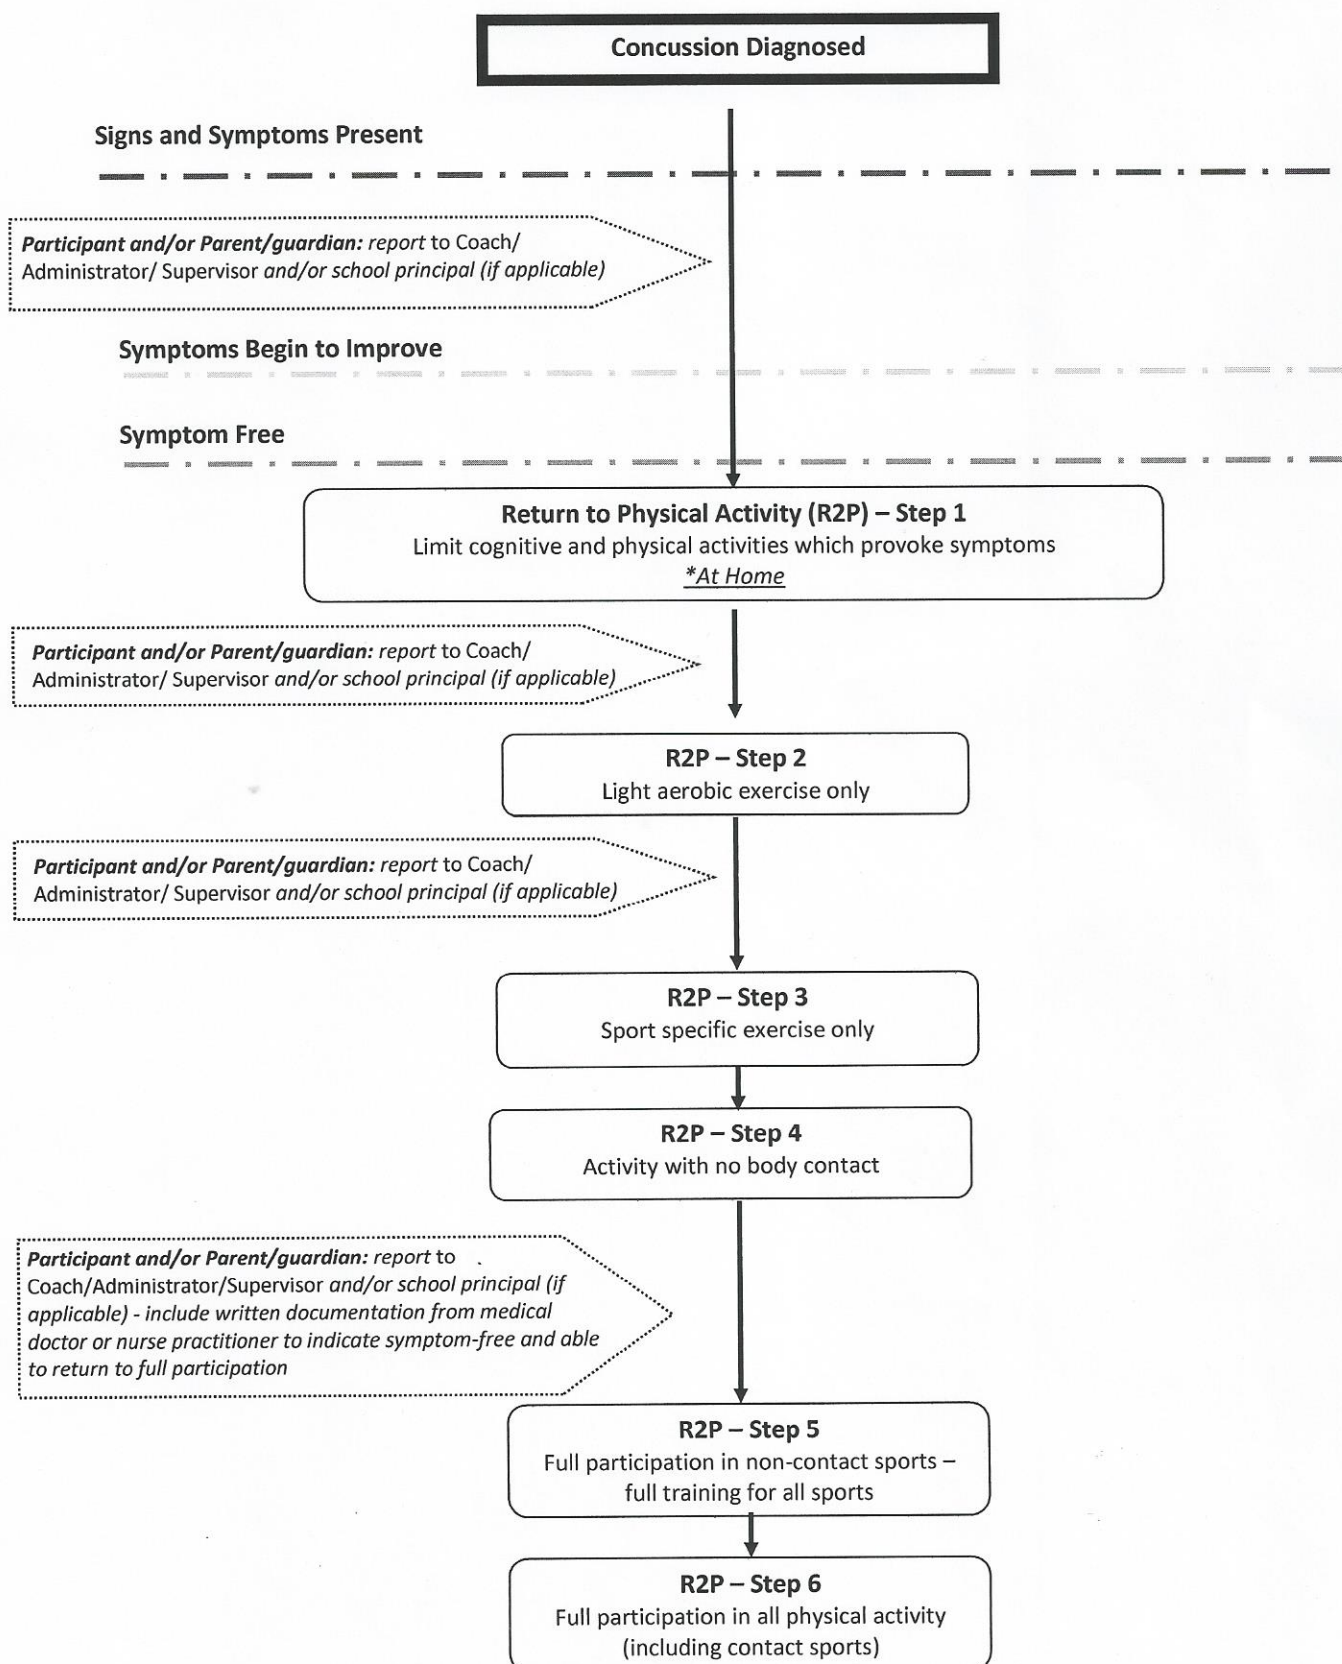 Concussion Diagnosed
Signs and Symptoms Present
Participant and/or Parent/guardian: report to Coach/
Administrator/ Supervisor and/or school principal (if applicable)
Symptoms Begin to Improve
Symptom Free
Return to Physical Activity (R2P) – Step 1
Limit cognitive and physical activities which provoke symptoms
*At Home
Participant and/or Parent/guardian: report to Coach/
Administrator/ Supervisor and/or school principal (if applicable)
R2P – Step 2
Light aerobic exercise only
Participant and/or Parent/guardian: report to Coach/
Administrator/ Supervisor and/or school principal (if applicable)
R2P – Step 3
Sport specific exercise only
R2P – Step 4
Activity with no body contact
Participant and/or Parent/guardian: report to
Coach/Administrator/Supervisor and/or school principal (if
applicable) - include written documentation from medical
doctor or nurse practitioner to indicate symptom-free and able
to return to full participation
R2P – Step 5
Full participation in non-contact sports –
full training for all sports
R2P – Step 6
Full participation in all physical activity
(including contact sports)